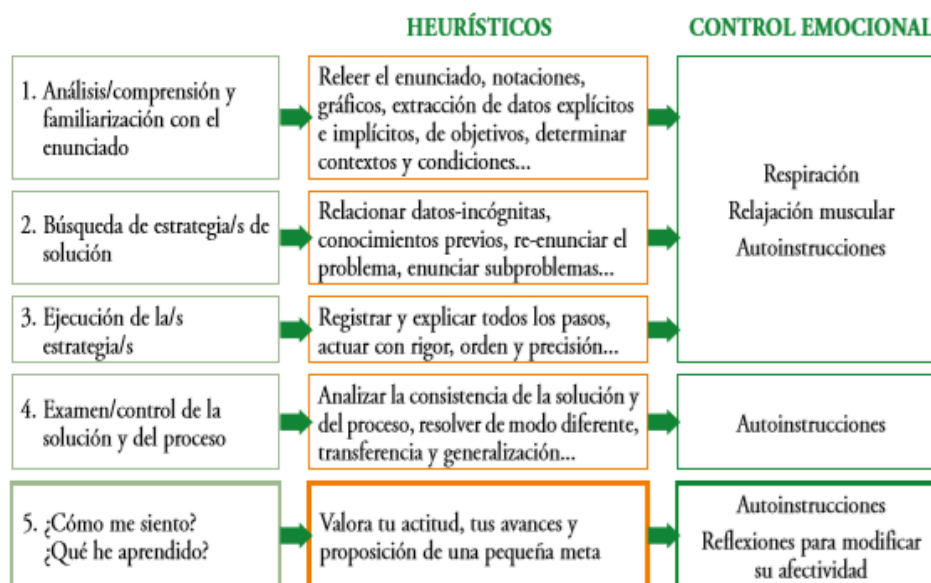 HEURÍSTICOS
CONTROL EMOCIONAL
1. Análisis/comprensión y
familiarización con el
enunciado
Releer el enunciado, notaciones,
gráficos, extracción de datos explícitos
e implícitos, de objetivos, determinar
contextos y condiciones...
Respiración
Relajación muscular
Autoinstrucciones
2. Búsqueda de estrategia/s de
solución
Relacionar datos-incógnitas,
conocimientos previos, re-enunciar el
problema, enunciar subproblemas...
3. Ejecución de la/s
estrategia/s
Registrar y explicar todos los pasos,
actuar con rigor, orden y precisión...
4. Examen/control de la
solución y del proceso
Analizar la consistencia de la solución y
del proceso, resolver de modo diferente,
transferencia y generalización...
Autoinstrucciones
5. ¿Cómo me siento?
¿Qué he aprendido?
Valora tu actitud, tus avances y
proposición de una pequeña meta
Autoinstrucciones
Reflexiones para modificar
su afectividad